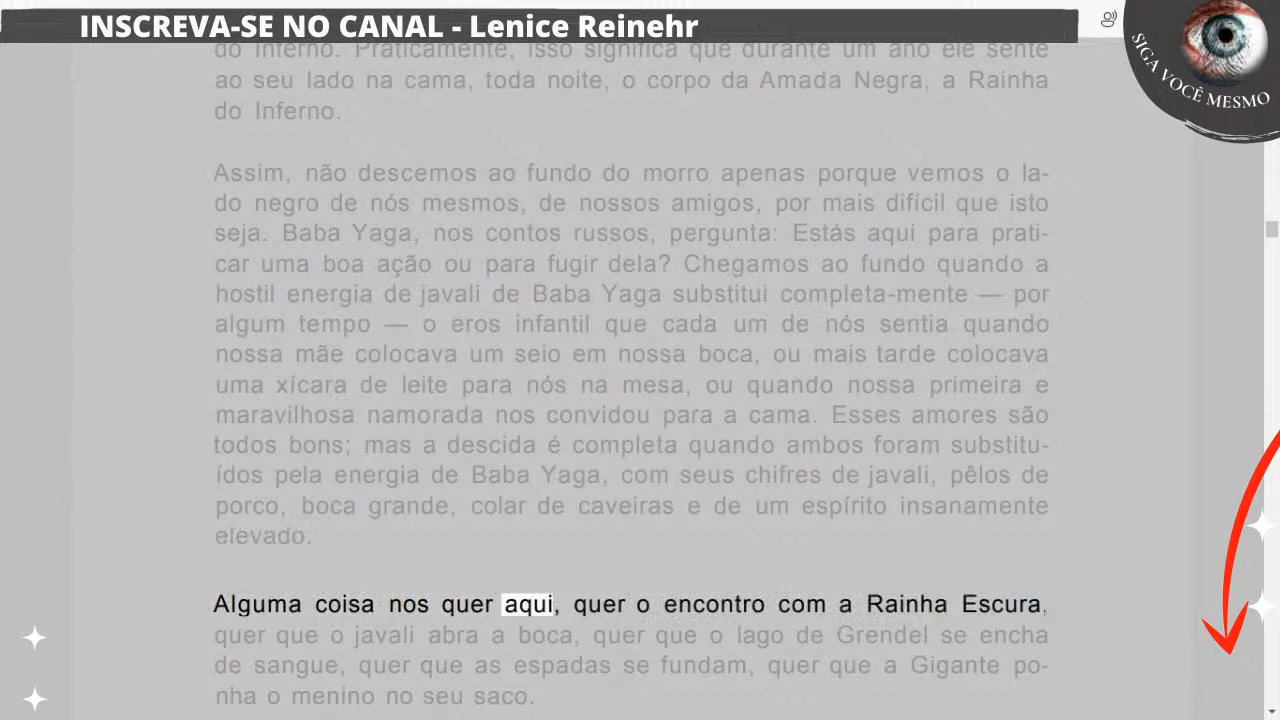 INSCREVA-SE NO CANAL - Lenice Reinehr
SIGA VOCÊ MESMO
do Inferno. Praticamente, isso significa que durante um ano ele sente
ao seu lado na cama, toda noite, o corpo da Amada Negra, a Rainha
do Inferno.
Assim, não descemos ao fundo do morro apenas porque vemos o la-
do negro de nós mesmos, de nossos amigos, por mais difícil que isto
seja. Baba Yaga, nos contos russos, pergunta: Estás aqui para prati-
car uma boa ação ou para fugir dela? Chegamos ao fundo quando a
hostil energia de javali de Baba Yaga substitui completa-mente — por
algum tempo — o eros infantil que cada um de nós sentia quando
nossa mãe colocava um seio em nossa boca, ou mais tarde colocava
uma xícara de leite para nós na mesa, ou quando nossa primeira e
maravilhosa namorada nos convidou para a cama. Esses amores são
todos bons; mas a descida é completa quando ambos foram substitu-
ídos pela energia de Baba Yaga, com seus chifres de javali, pêlos de
porco, boca grande, colar de caveiras e de um espírito insanamente
elevado.
Alguma coisa nos quer aqui, quer o encontro com a Rainha Escura,
quer que o javali abra a boca, quer que o lago de Grendel se encha
de sangue, quer que as espadas se fundam, quer que a Gigante po-
nha o menino no seu saco.